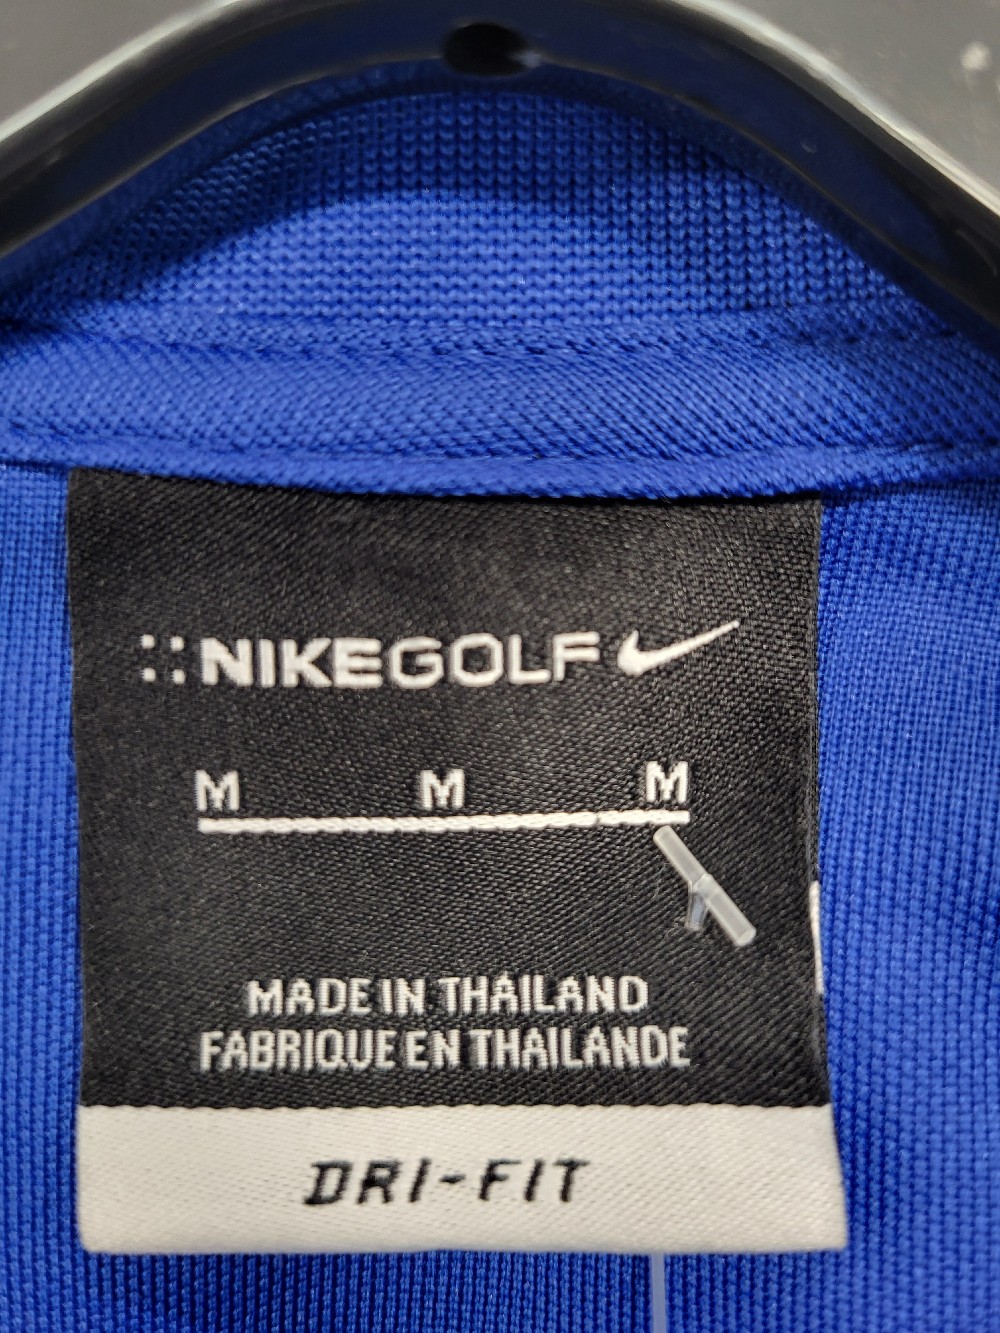 NIKEGOLF
M M M
MADE IN THAILAND
FABRIQUE EN THAILANDE
DRI-FIT